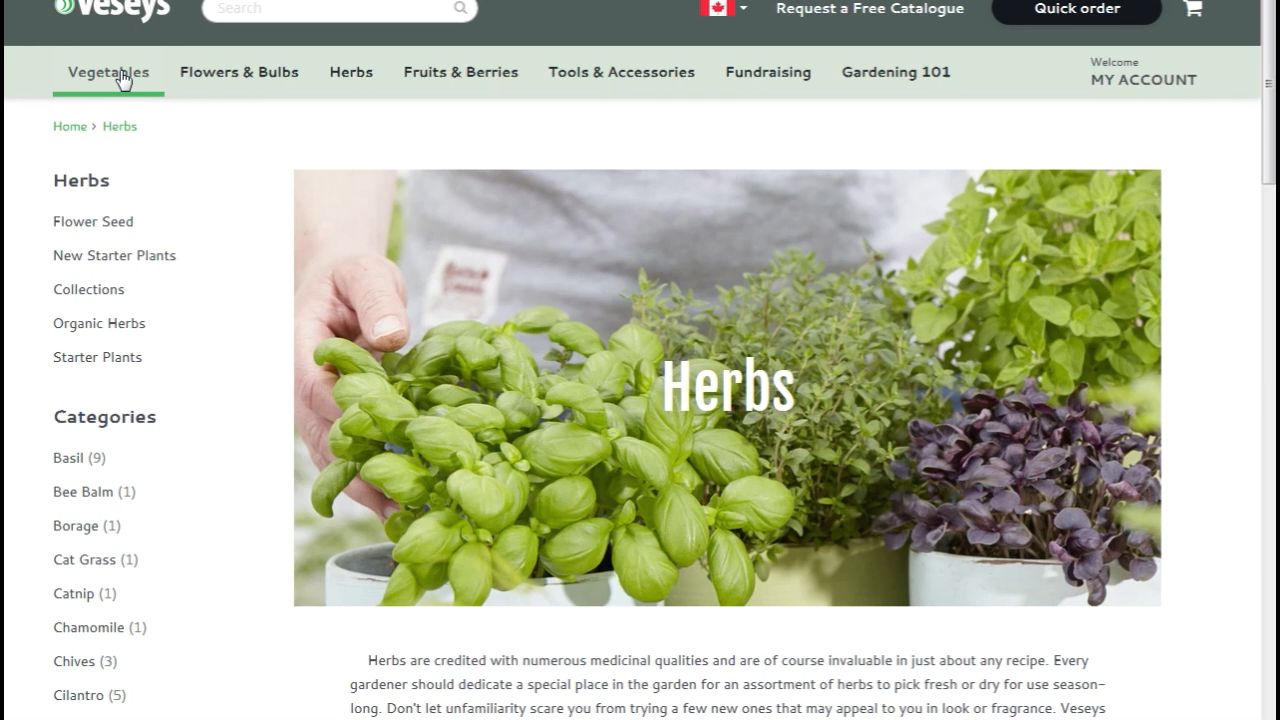 Veseys
Search
Request a Free Catalogue
Quick order
Vegetables
Flowers & Bulbs
Herbs
Fruits & Berries
Tools & Accessories
Fundraising
Gardening 101
Welcome
MY ACCOUNT
Home › Herbs
Herbs
Flower Seed
New Starter Plants
Collections
Organic Herbs
Starter Plants
Categories
Basil (9)
Bee Balm (1)
Borage (1)
Cat Grass (1)
Catnip (1)
Chamomile (1)
Chives (3)
Cilantro (5)
Herbs
Herbs are credited with numerous medicinal qualities and are of course invaluable in just about any recipe. Every
gardener should dedicate a special place in the garden for an assortment of herbs to pick fresh or dry for use season-
long. Don't let unfamiliarity scare you from trying a few new ones that may appeal to you in look or fragrance. Veseys